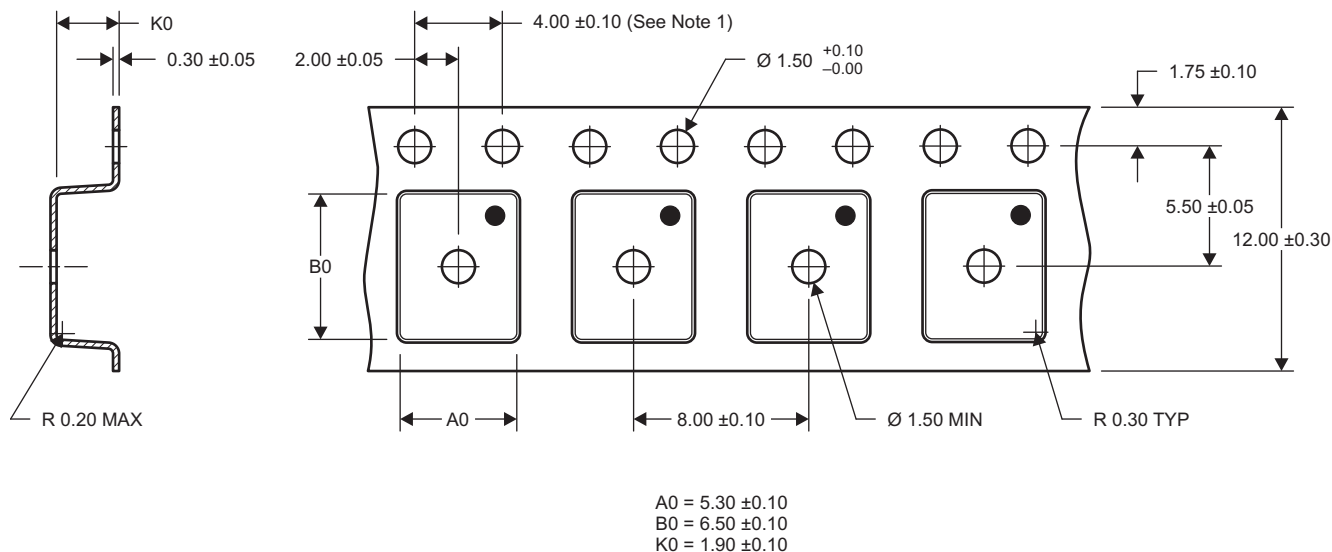 K0
4.00 ±0.10 (See Note 1)
0.30 ±0.05
2.00 ±0.05
Ø 1.50 +0.10 –0.00
1.75 ±0.10
5.50 ±0.05
12.00 ±0.30
B0
R 0.20 MAX
A0
8.00 ±0.10
Ø 1.50 MIN
R 0.30 TYP
A0 = 5.30 ±0.10
B0 = 6.50 ±0.10
K0 = 1.90 ±0.10